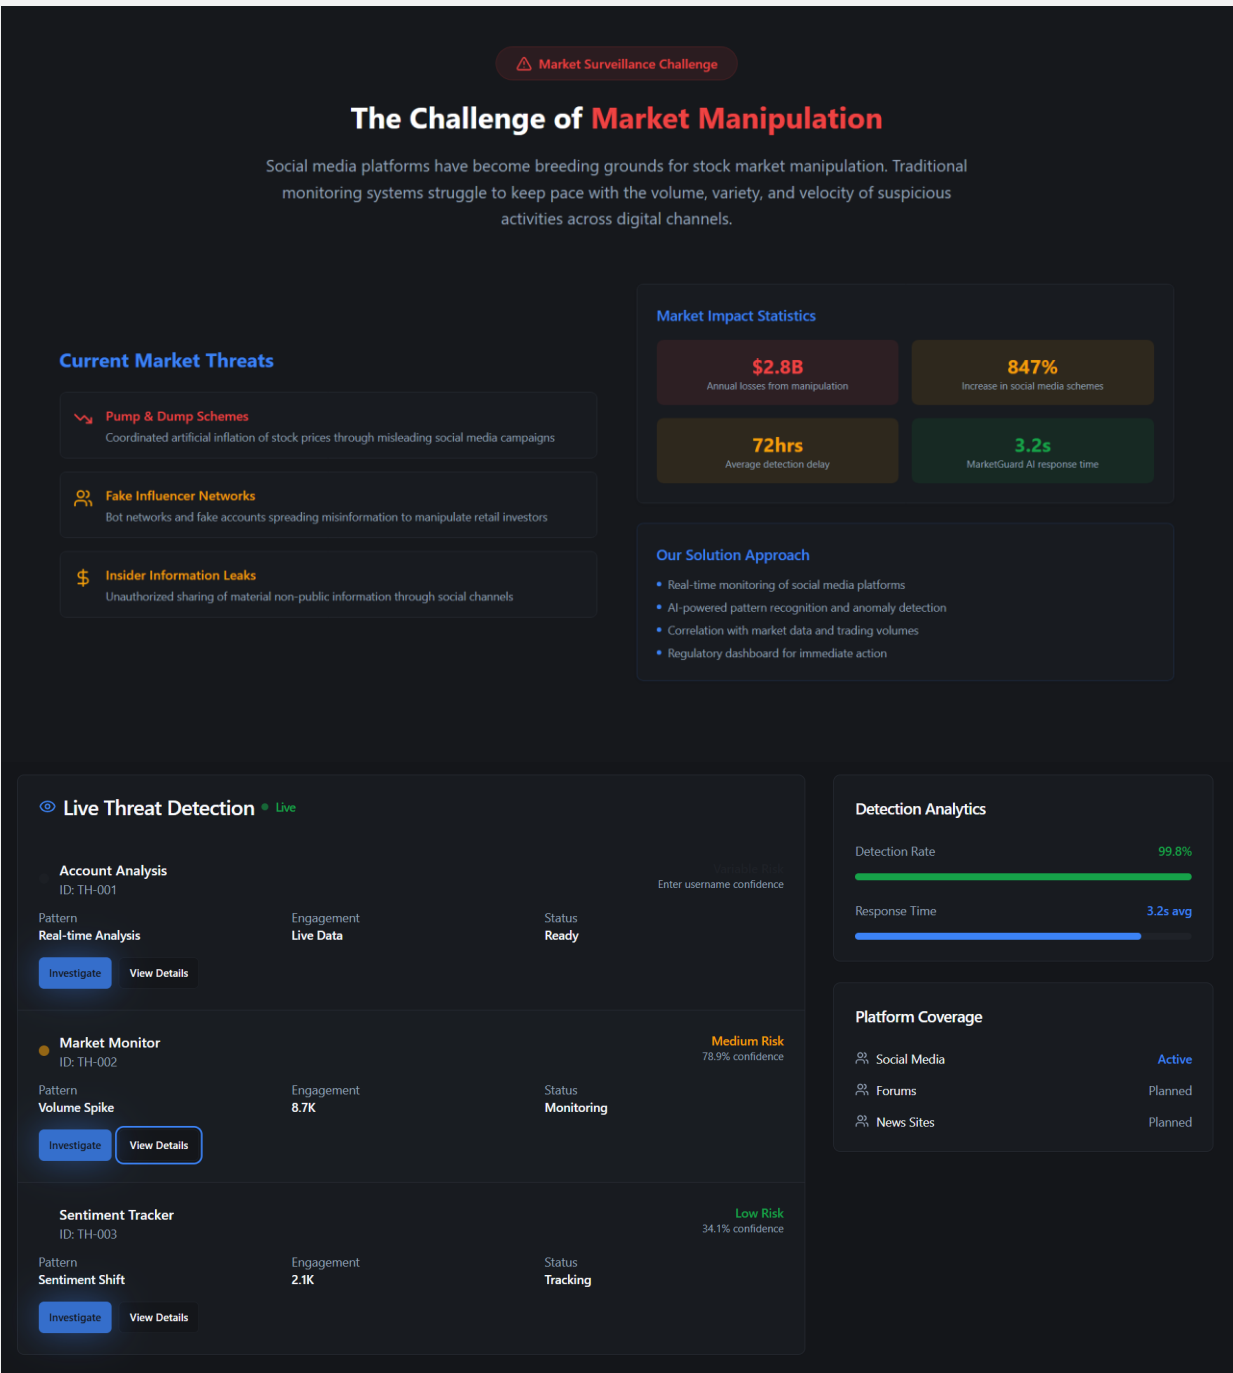 Market Surveillance Challenge
The Challenge of Market Manipulation
Social media platforms have become breeding grounds for stock market manipulation. Traditional
monitoring systems struggle to keep pace with the volume, variety, and velocity of suspicious
activities across digital channels.
Current Market Threats
Pump & Dump Schemes
Coordinated artificial inflation of stock prices through misleading social media campaigns
Fake Influencer Networks
Bot networks and fake accounts spreading misinformation to manipulate retail investors
Insider Information Leaks
Unauthorized sharing of material non-public information through social channels
Market Impact Statistics
$2.8B
Annual losses from manipulation
847%
Increase in social media schemes
72hrs
Average detection delay
3.2s
MarketGuard AI response time
Our Solution Approach
• Real-time monitoring of social media platforms
• AI-powered pattern recognition and anomaly detection
• Correlation with market data and trading volumes
• Regulatory dashboard for immediate action
Live Threat Detection • Live
Account Analysis
ID: TH-001
Variable Risk
Enter username confidence
Pattern
Real-time Analysis
Engagement
Live Data
Status
Ready
Investigate
View Details
Market Monitor
ID: TH-002
Medium Risk
78.9% confidence
Pattern
Volume Spike
Engagement
8.7K
Status
Monitoring
Investigate
View Details
Sentiment Tracker
ID: TH-003
Low Risk
34.1% confidence
Pattern
Sentiment Shift
Engagement
2.1K
Status
Tracking
Investigate
View Details
Detection Analytics
Detection Rate 99.8%
Response Time 3.2s avg
Platform Coverage
Social Media Active
Forums Planned
News Sites Planned